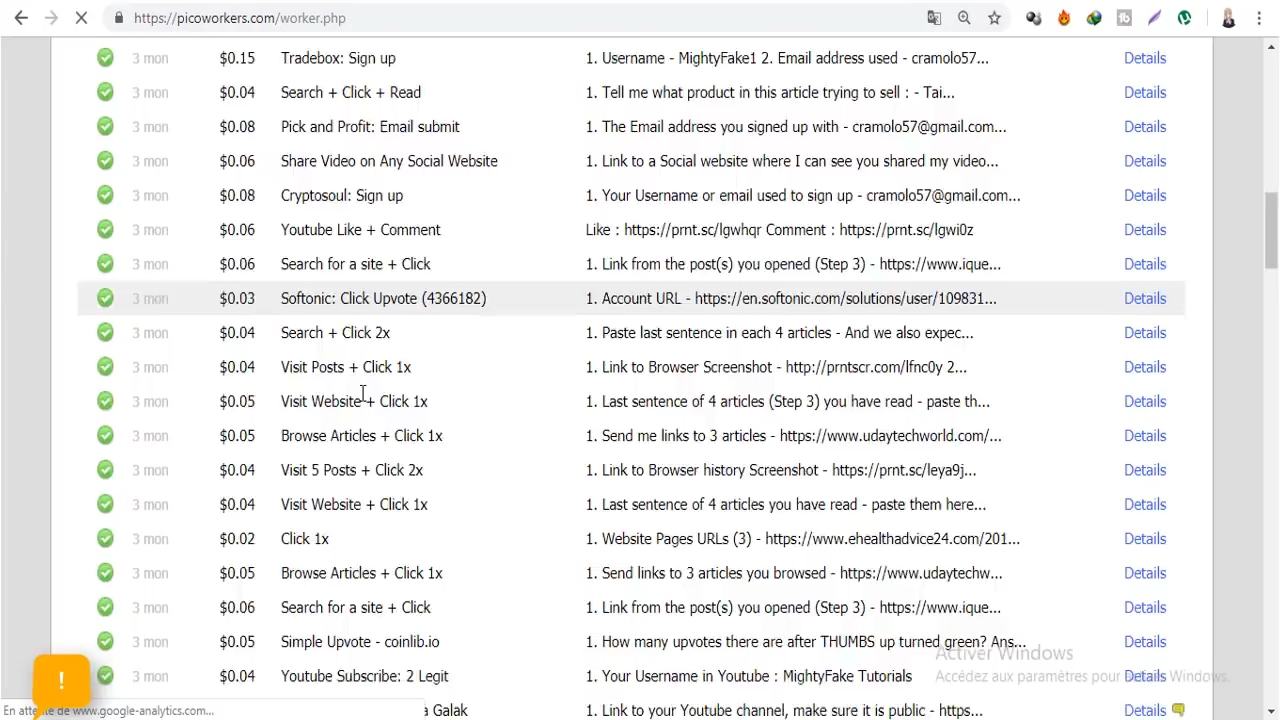 https://picoworkers.com/worker.php
3 mon $0.15 Tradebox: Sign up 1. Username - MightyFake1 2. Email address used - cramolo57... Details
3 mon $0.04 Search + Click + Read 1. Tell me what product in this article trying to sell : - Tai... Details
3 mon $0.08 Pick and Profit: Email submit 1. The Email address you signed up with - cramolo57@gmail.com... Details
3 mon $0.06 Share Video on Any Social Website 1. Link to a Social website where I can see you shared my video... Details
3 mon $0.08 Cryptosoul: Sign up 1. Your Username or email used to sign up - cramolo57@gmail.com... Details
3 mon $0.06 Youtube Like + Comment Like : https://prnt.sc/lgwhqr Comment : https://prnt.sc/lgwi0z Details
3 mon $0.06 Search for a site + Click 1. Link from the post(s) you opened (Step 3) - https://www.ique... Details
3 mon $0.03 Softonic: Click Upvote (4366182) 1. Account URL - https://en.softonic.com/solutions/user/109831... Details
3 mon $0.04 Search + Click 2x 1. Paste last sentence in each 4 articles - And we also expec... Details
3 mon $0.04 Visit Posts + Click 1x 1. Link to Browser Screenshot - http://prntscr.com/lfnc0y 2... Details
3 mon $0.05 Visit Website + Click 1x 1. Last sentence of 4 articles (Step 3) you have read - paste th... Details
3 mon $0.05 Browse Articles + Click 1x 1. Send me links to 3 articles - https://www.udaytechworld.com/... Details
3 mon $0.04 Visit 5 Posts + Click 2x 1. Link to Browser history Screenshot - https://prnt.sc/leya9j... Details
3 mon $0.04 Visit Website + Click 1x 1. Last sentence of 4 articles you have read - paste them here... Details
3 mon $0.02 Click 1x 1. Website Pages URLs (3) - https://www.ehealthadvice24.com/201... Details
3 mon $0.05 Browse Articles + Click 1x 1. Send links to 3 articles you browsed - https://www.udaytechw... Details
3 mon $0.06 Search for a site + Click 1. Link from the post(s) you opened (Step 3) - https://www.ique... Details
3 mon $0.05 Simple Upvote - coinlib.io 1. How many upvotes there are after THUMBS up turned green? Ans... Details
Activer Windows
3 mon $0.04 Youtube Subscribe: 2 Legit 1. Your Username in Youtube : MightyFake Tutorials Details
Accédez aux paramètres pour activer Windows.
!
En attente de www.google-analytics.com...
a Galak 1. Link to your Youtube channel, make sure it is public - https... Details